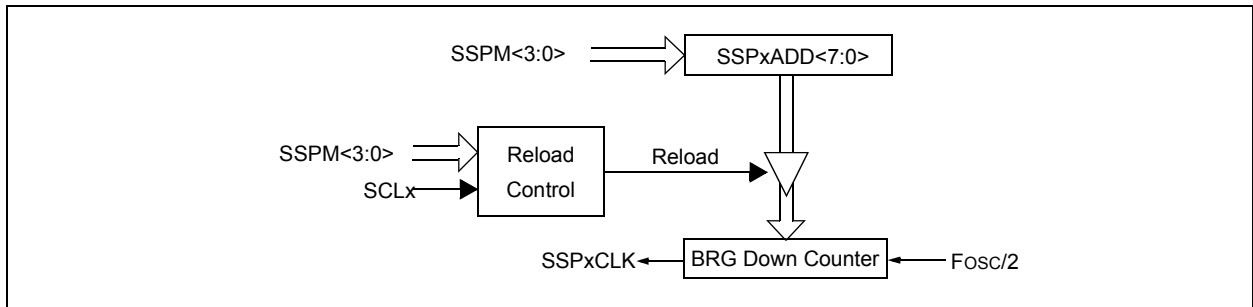 SSPM<3:0>
SSPxADD<7:0>
SSPM<3:0>
SCLx
Reload
Control
Reload
SSPxCLK
BRG Down Counter
FOSC/2